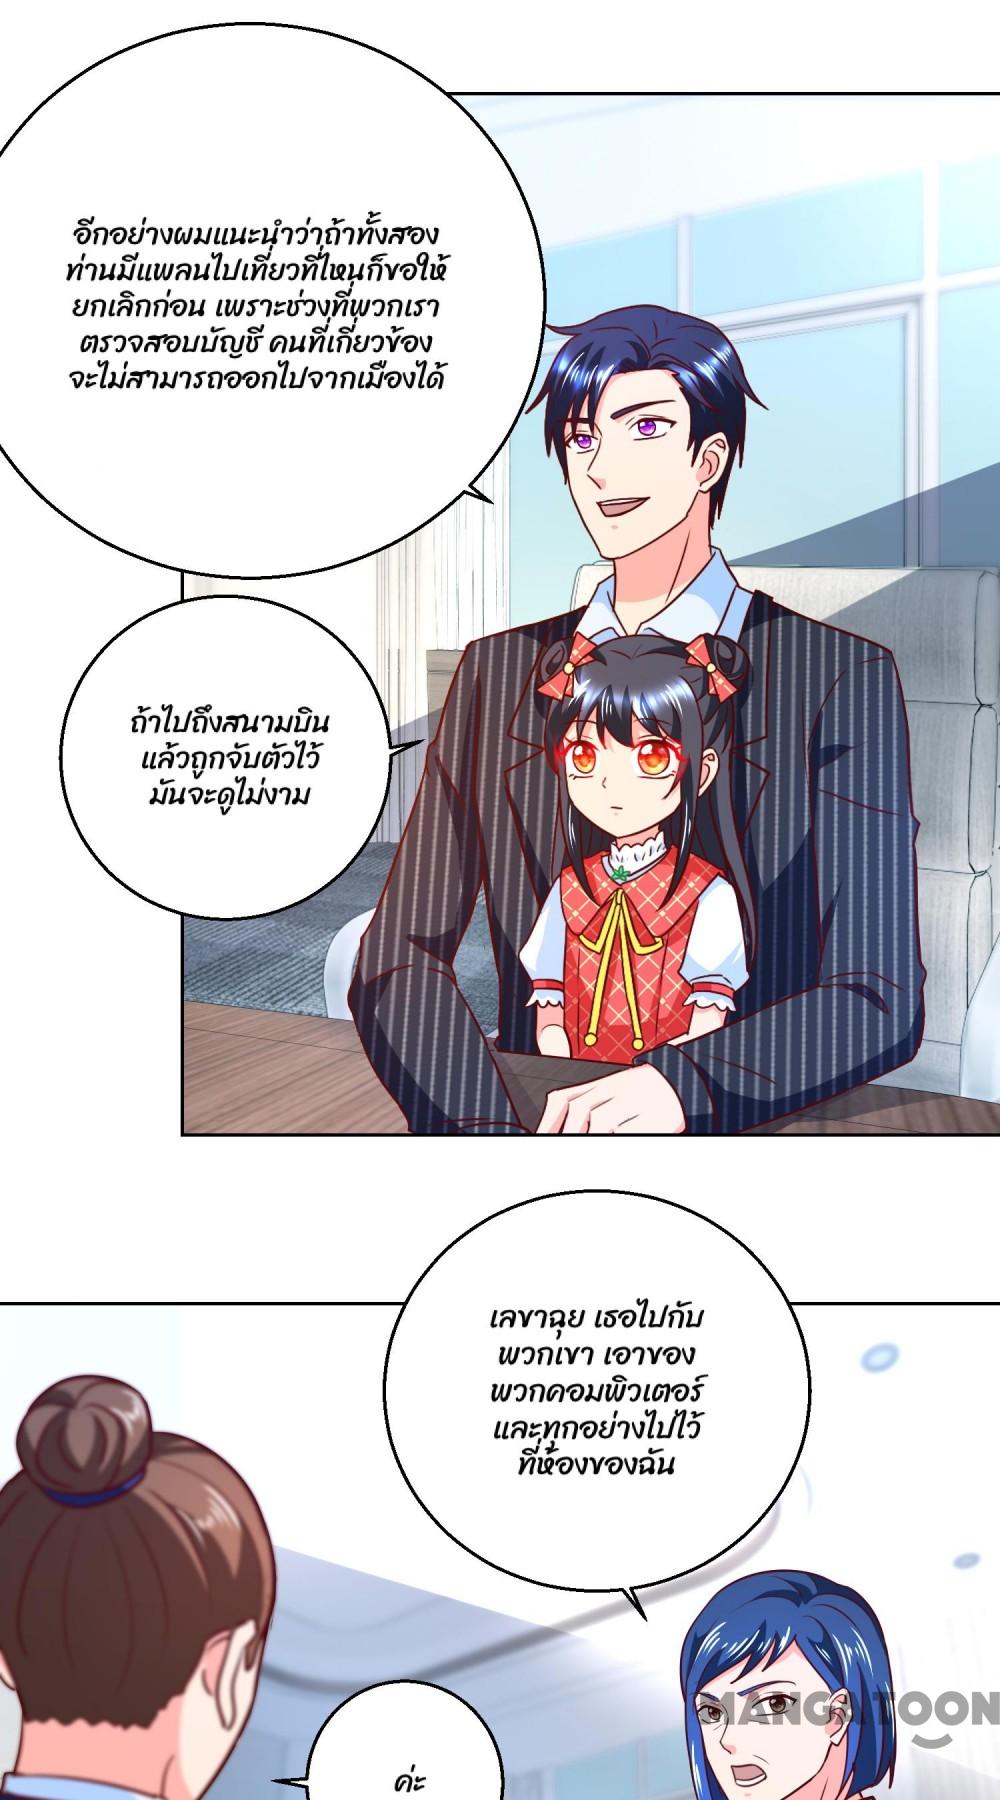 อีกอย่างผมแนะนำว่าถ้าทั้งสอง
ท่านมีแพลนไปเที่ยวที่ไหนก็ขอให้
ยกเลิกก่อน เพราะช่วงที่พวกเรา
ตรวจสอบบัญชี คนที่เกี่ยวข้อง
จะไม่สามารถออกไปจากเมืองได้
ถ้าไปถึงสนามบิน
แล้วถูกจับตัวไว้
มันจะดูไม่งาม
เลขาฉุย เธอไปกับ
พวกเขา เอาของ
พวกคอมพิวเตอร์
และทุกอย่างไปไว้
ที่ห้องของฉัน
MANGATOON
ค่ะ